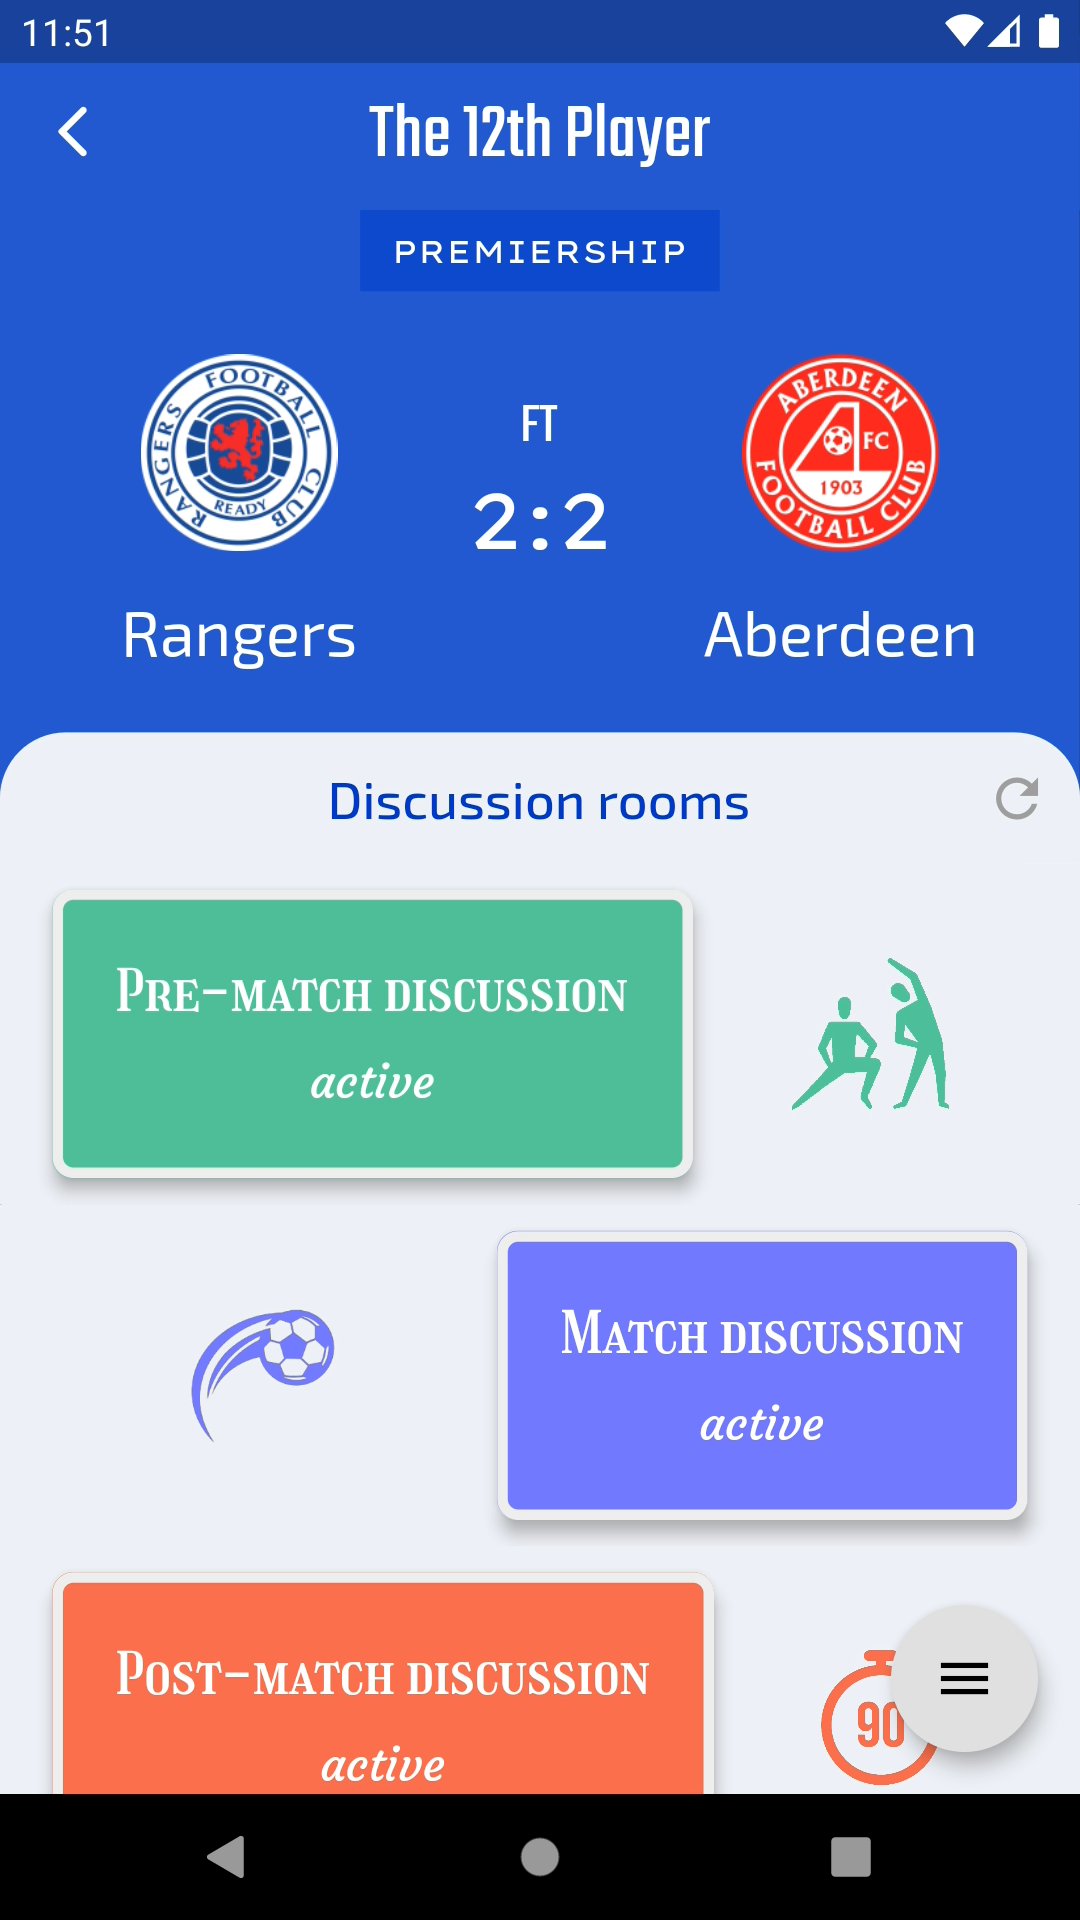 11:51
The 12th Player
PREMIERSHIP
RANGERS FOOTBALL CLUB
READY
FT
2:2
ABERDEEN
FC
1903
FOOTBALL CLUB
Rangers
Aberdeen
Discussion rooms
Pre-match discussion
active
Match discussion
active
Post-match discussion
active
90